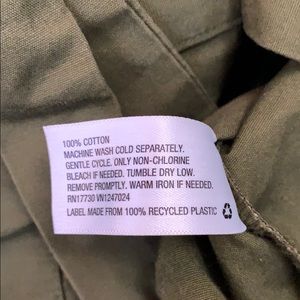 100% COTTON
MACHINE WASH COLD SEPARATELY.
GENTLE CYCLE. ONLY NON-CHLORINE
BLEACH IF NEEDED. TUMBLE DRY LOW.
REMOVE PROMPTLY. WARM IRON IF NEEDED.
RN17730 VN1247024
LABEL MADE FROM 100% RECYCLED PLASTIC